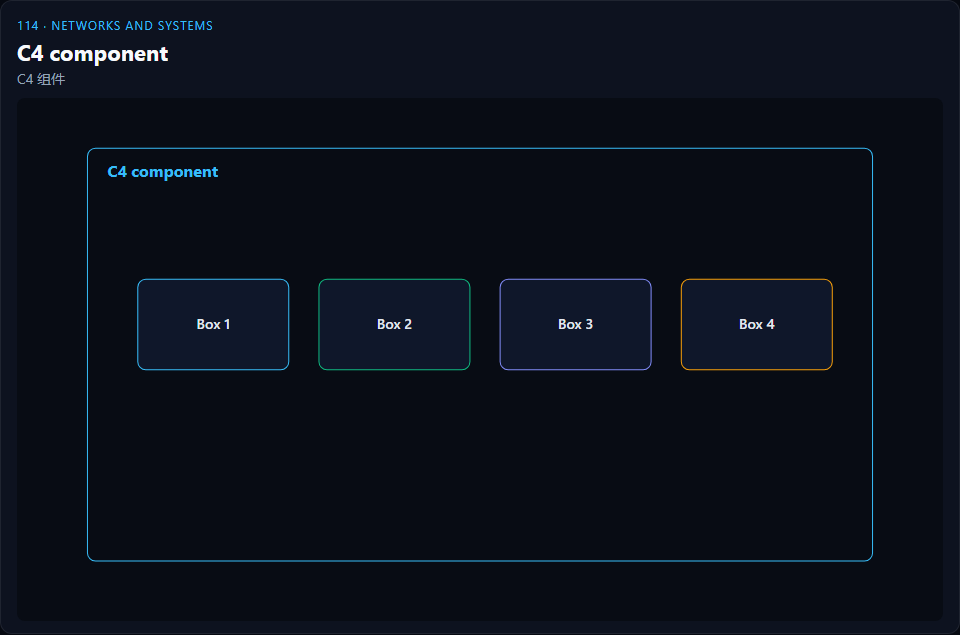 114 · NETWORKS AND SYSTEMS
C4 component
C4 组件
C4 component
Box 1
Box 2
Box 3
Box 4